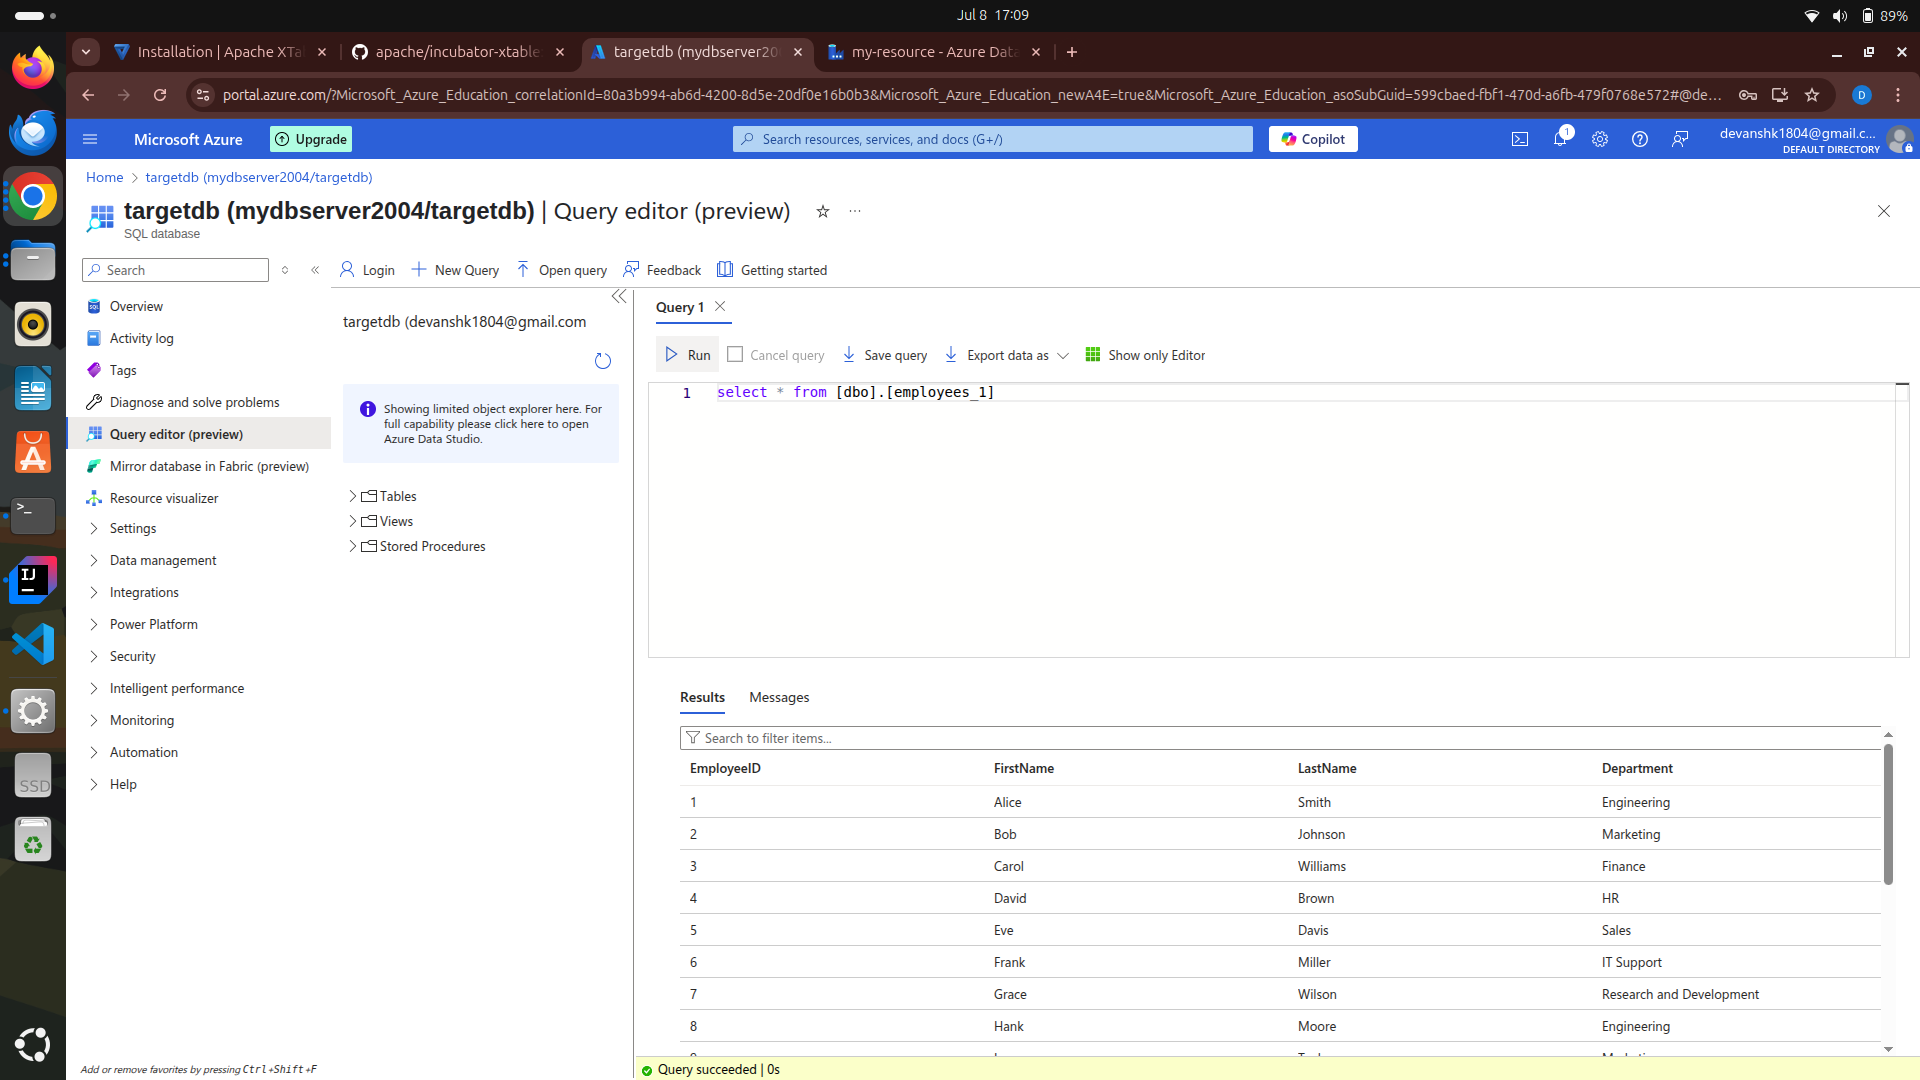 Jul 8 17:09
89%
Installation | Apache XTa
apache/incubator-xtable
targetdb (mydbserver20
my-resource - Azure Data
portal.azure.com/?Microsoft_Azure_Education_correlationId=80a3b994-ab6d-4200-8d5e-20df0e16b0b3&Microsoft_Azure_Education_newA4E=true&Microsoft_Azure_Education_asoSubGuid=599cbaed-fbf1-470d-a6fb-479f0768e572#@de...
D
Microsoft Azure
Upgrade
Search resources, services, and docs (G+/)
Copilot
1
devanshk1804@gmail.c...
DEFAULT DIRECTORY
Home > targetdb (mydbserver2004/targetdb)
targetdb (mydbserver2004/targetdb) | Query editor (preview)
SQL database
Search
Login
New Query
Open query
Feedback
Getting started
Overview
Activity log
Tags
Diagnose and solve problems
Query editor (preview)
Mirror database in Fabric (preview)
Resource visualizer
Settings
Data management
Integrations
Power Platform
Security
Intelligent performance
Monitoring
Automation
Help
Add or remove favorites by pressing Ctrl+Shift+F
targetdb (devanshk1804@gmail.com
Showing limited object explorer here. For
full capability please click here to open
Azure Data Studio.
Tables
Views
Stored Procedures
Query 1
Run
Cancel query
Save query
Export data as
Show only Editor
1 select * from [dbo].[employees_1]
Results Messages
Search to filter items...
EmployeeID FirstName LastName Department
1 Alice Smith Engineering
2 Bob Johnson Marketing
3 Carol Williams Finance
4 David Brown HR
5 Eve Davis Sales
6 Frank Miller IT Support
7 Grace Wilson Research and Development
8 Hank Moore Engineering
Query succeeded | 0s
SSD